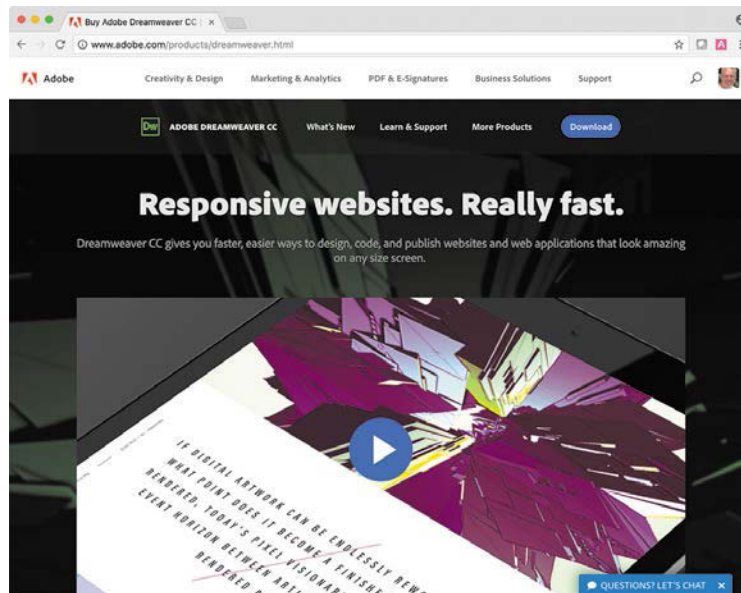 Buy Adobe Dreamweaver CC
www.adobe.com/products/dreamweaver.html
Adobe Creativity & Design Marketing & Analytics PDF & E-Signatures Business Solutions Support
Dw ADOBE DREAMWEAVER CC What's New Learn & Support More Products Download
Responsive websites. Really fast.
Dreamweaver CC gives you faster, easier ways to design, code, and publish websites and web applications that look amazing
on any size screen.
IF DIGITAL ARTWORK CAN BE ENDLESSLY
WHAT POINT DOES IT BECOME A
RENDERED, TODAY'S PIXEL
EVENT HORIZON BETWEEN
RENDERED
QUESTIONS? LET'S CHAT